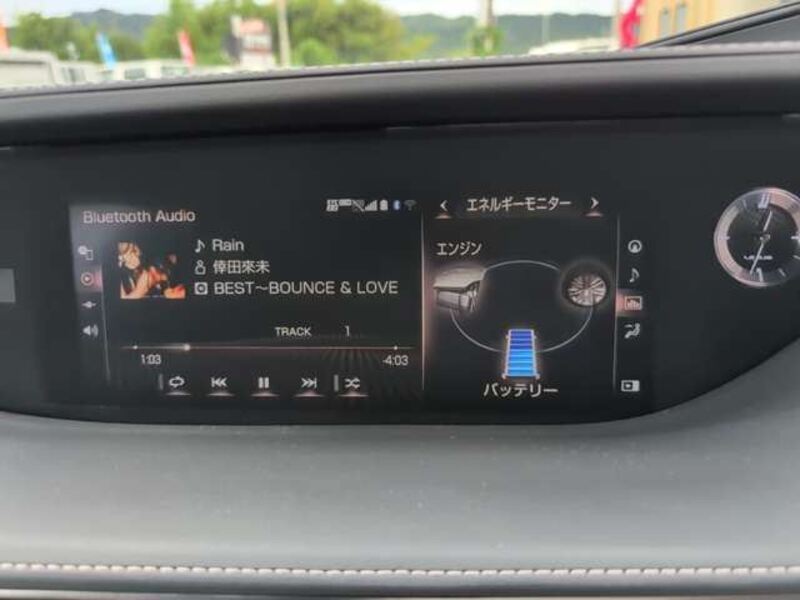 Bluetooth Audio
Rain
倖田來未
BEST～BOUNCE & LOVE
TRACK 1
1:03
-4:03
エネルギーモニター
エンジン
バッテリー
LEXUS